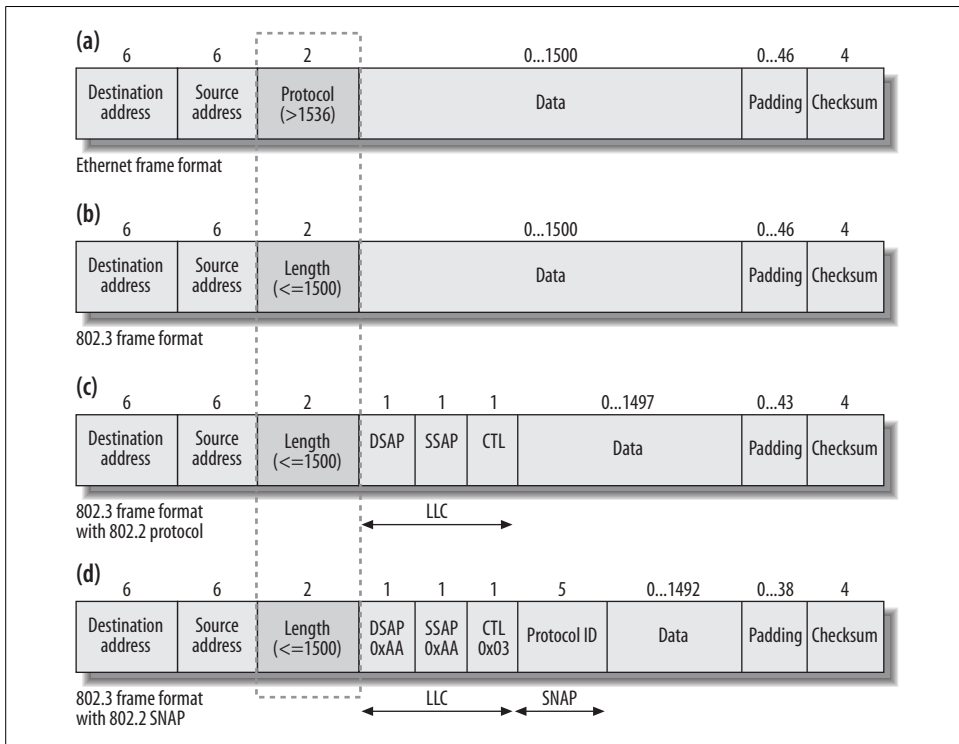 (a)
6 6 2 0...1500 0...46 4
Destination address Source address Protocol (>1536) Data Padding Checksum
Ethernet frame format
(b)
6 6 2 0...1500 0...46 4
Destination address Source address Length (<=1500) Data Padding Checksum
802.3 frame format
(c)
6 6 2 1 1 1 0...1497 0...43 4
Destination address Source address Length (<=1500) DSAP SSAP CTL Data Padding Checksum
802.3 frame format
with 802.2 protocol
LLC
(d)
6 6 2 1 1 1 5 0...1492 0...38 4
Destination address Source address Length (<=1500) DSAP 0xAA SSAP 0xAA CTL 0x03 Protocol ID Data Padding Checksum
802.3 frame format
with 802.2 SNAP
LLC SNAP